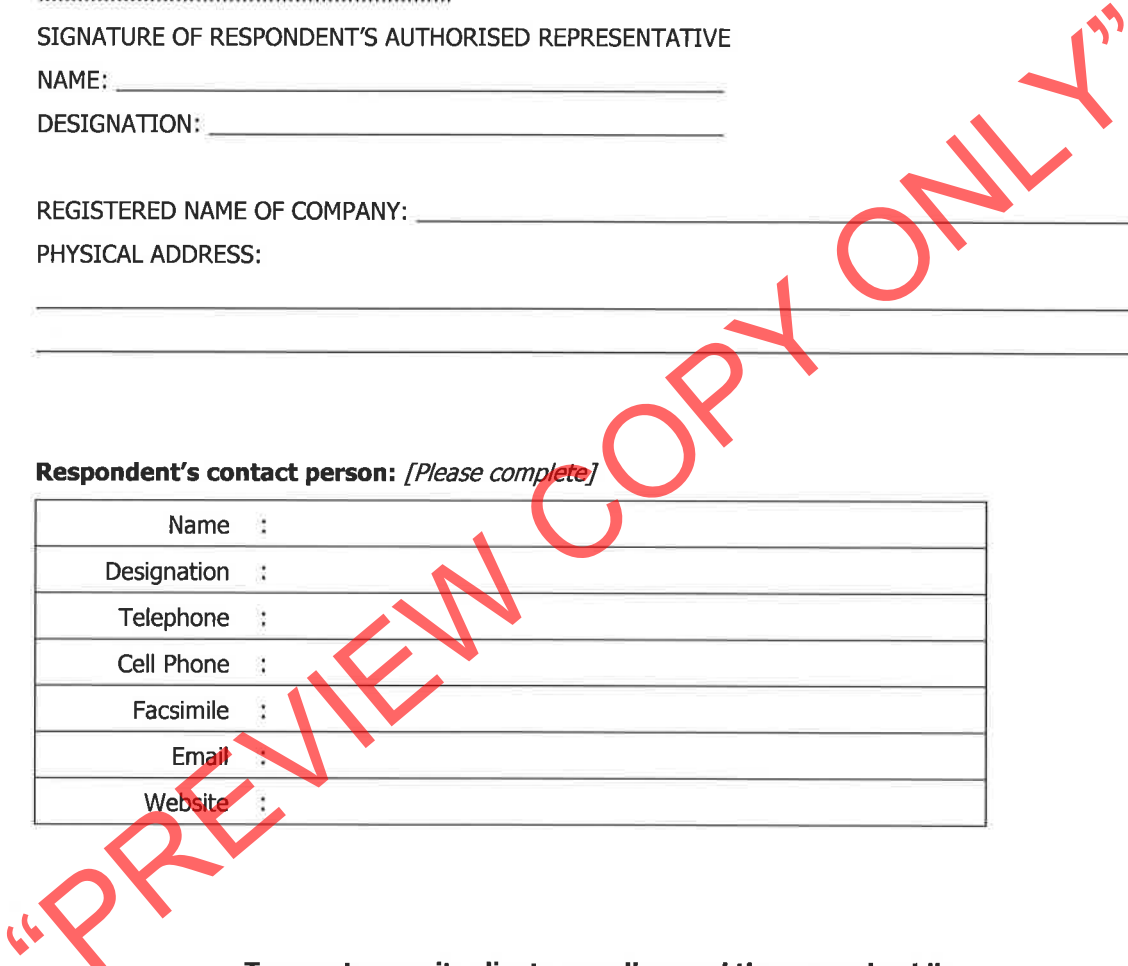 SIGNATURE OF RESPONDENT'S AUTHORISED REPRESENTATIVE
NAME:
DESIGNATION:
REGISTERED NAME OF COMPANY:
PHYSICAL ADDRESS:
Respondent's contact person: [Please complete]
Name :
Designation :
Telephone :
Cell Phone :
Facsimile :
Email :
Website :
“PREVIEW COPY ONLY”